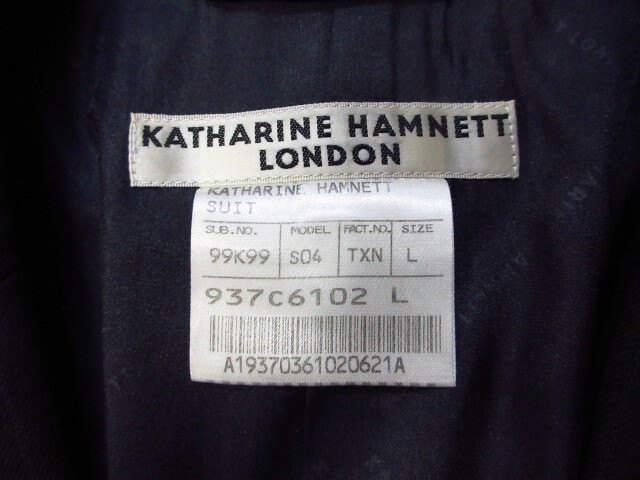 KATHARINE HAMNETT
LONDON
KATHARINE HAMNETT
SUIT
SUB.NO. MODEL FACT.NO. SIZE
99K99 S04 TXN L
937C6102 L
A19370361020621A